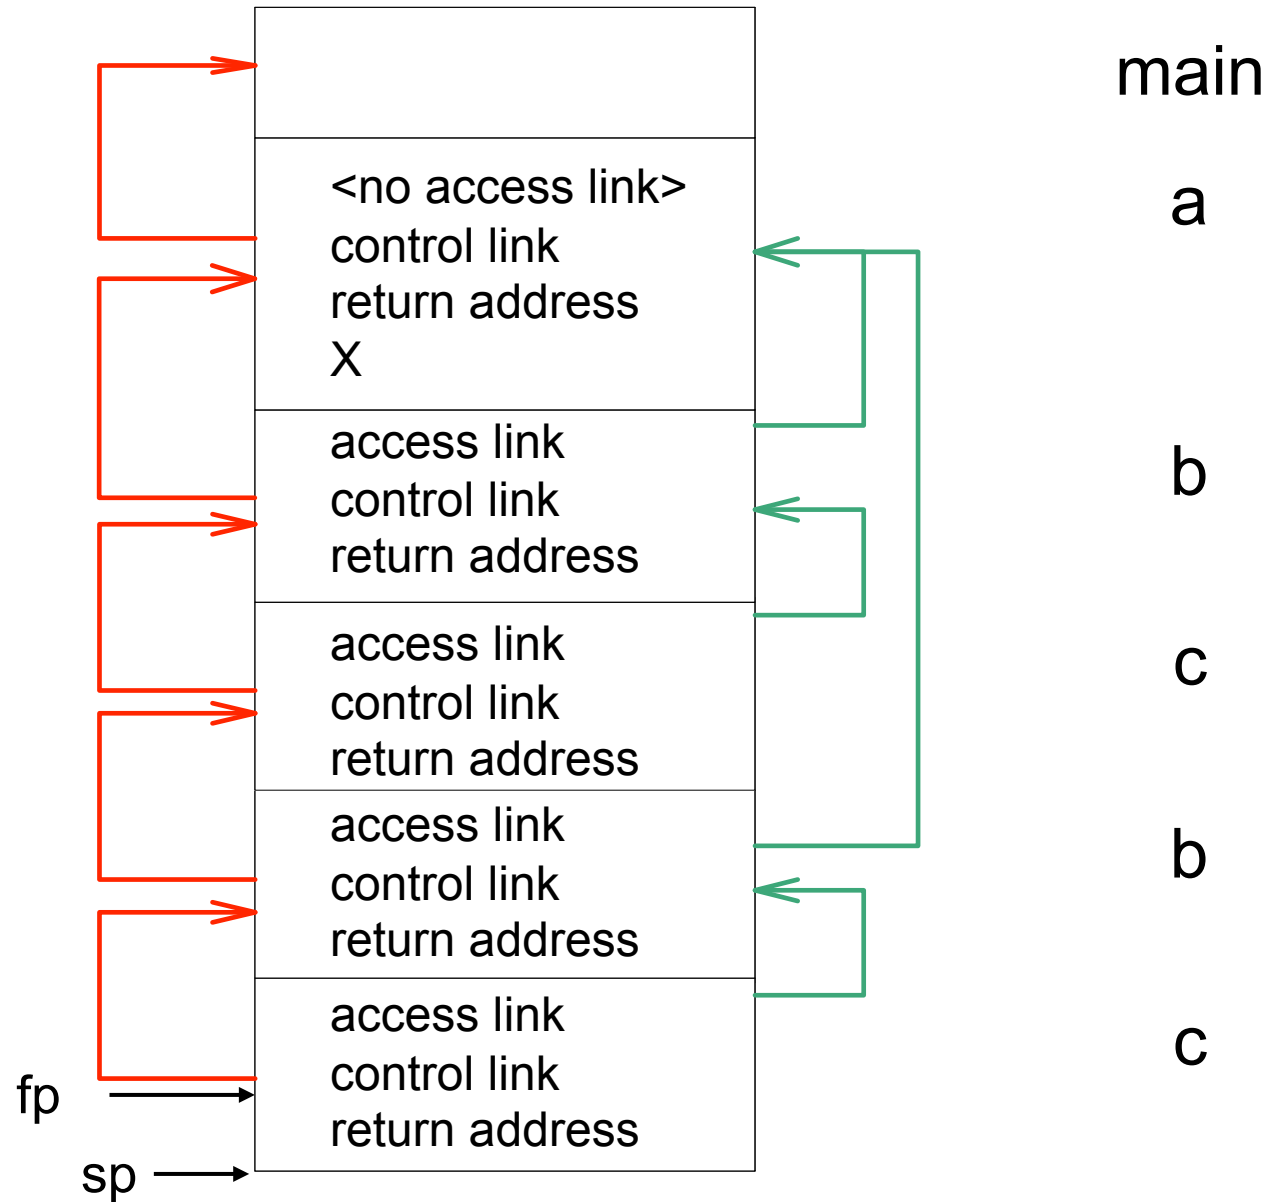 main
<no access link>
a
control link
return address
X
access link
control link
b
return address
access link
c
control link
return address
access link
control link
b
return address
access link
control link
c
fp
return address
sp